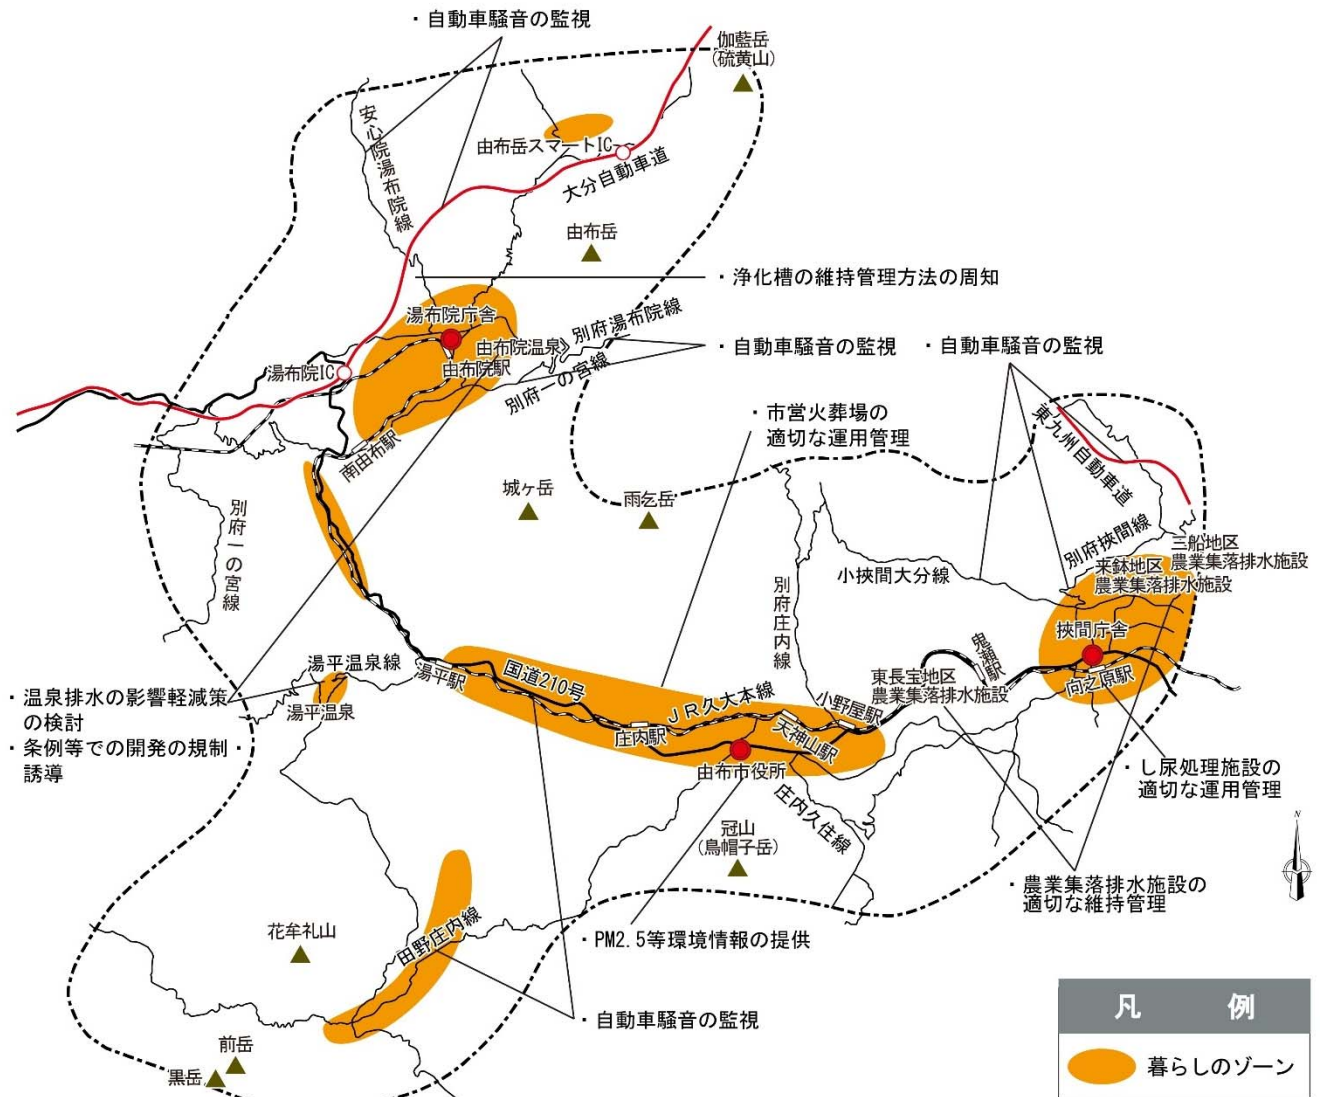 ・自動車騒音の監視
伽藍岳
(硫黄山)
安心院湯布院線
由布岳スマートIC
大分自動車道
由布岳
・浄化槽の維持管理方法の周知
湯布院庁舎
別府湯布院線
由布院温泉
由布院駅
湯布院IC
別府一の宮線
・自動車騒音の監視
・自動車騒音の監視
・市営火葬場の
適切な運用管理
南由布駅
東九州自動車道
城ヶ岳
雨乞岳
別府一の宮線
別府挾間線
三船地区
農業集落排水施設
来鉢地区
農業集落排水施設
小挾間大分線
別府庄内線
挾間庁舎
鬼瀬駅
向之原駅
湯平温泉線
湯平駅
国道210号
東長宝地区
農業集落排水施設
・温泉排水の影響軽減策
の検討
・条例等での開発の規制・
誘導
湯平温泉
JR久大本線
小野屋駅
庄内駅
天神山駅
由布市役所
・し尿処理施設の
適切な運用管理
庄内久住線
冠山
(烏帽子岳)
N
・農業集落排水施設の
適切な維持管理
花牟礼山
田野庄内線
・PM2.5等環境情報の提供
・自動車騒音の監視
前岳
黒岳
凡 例
暮らしのゾーン